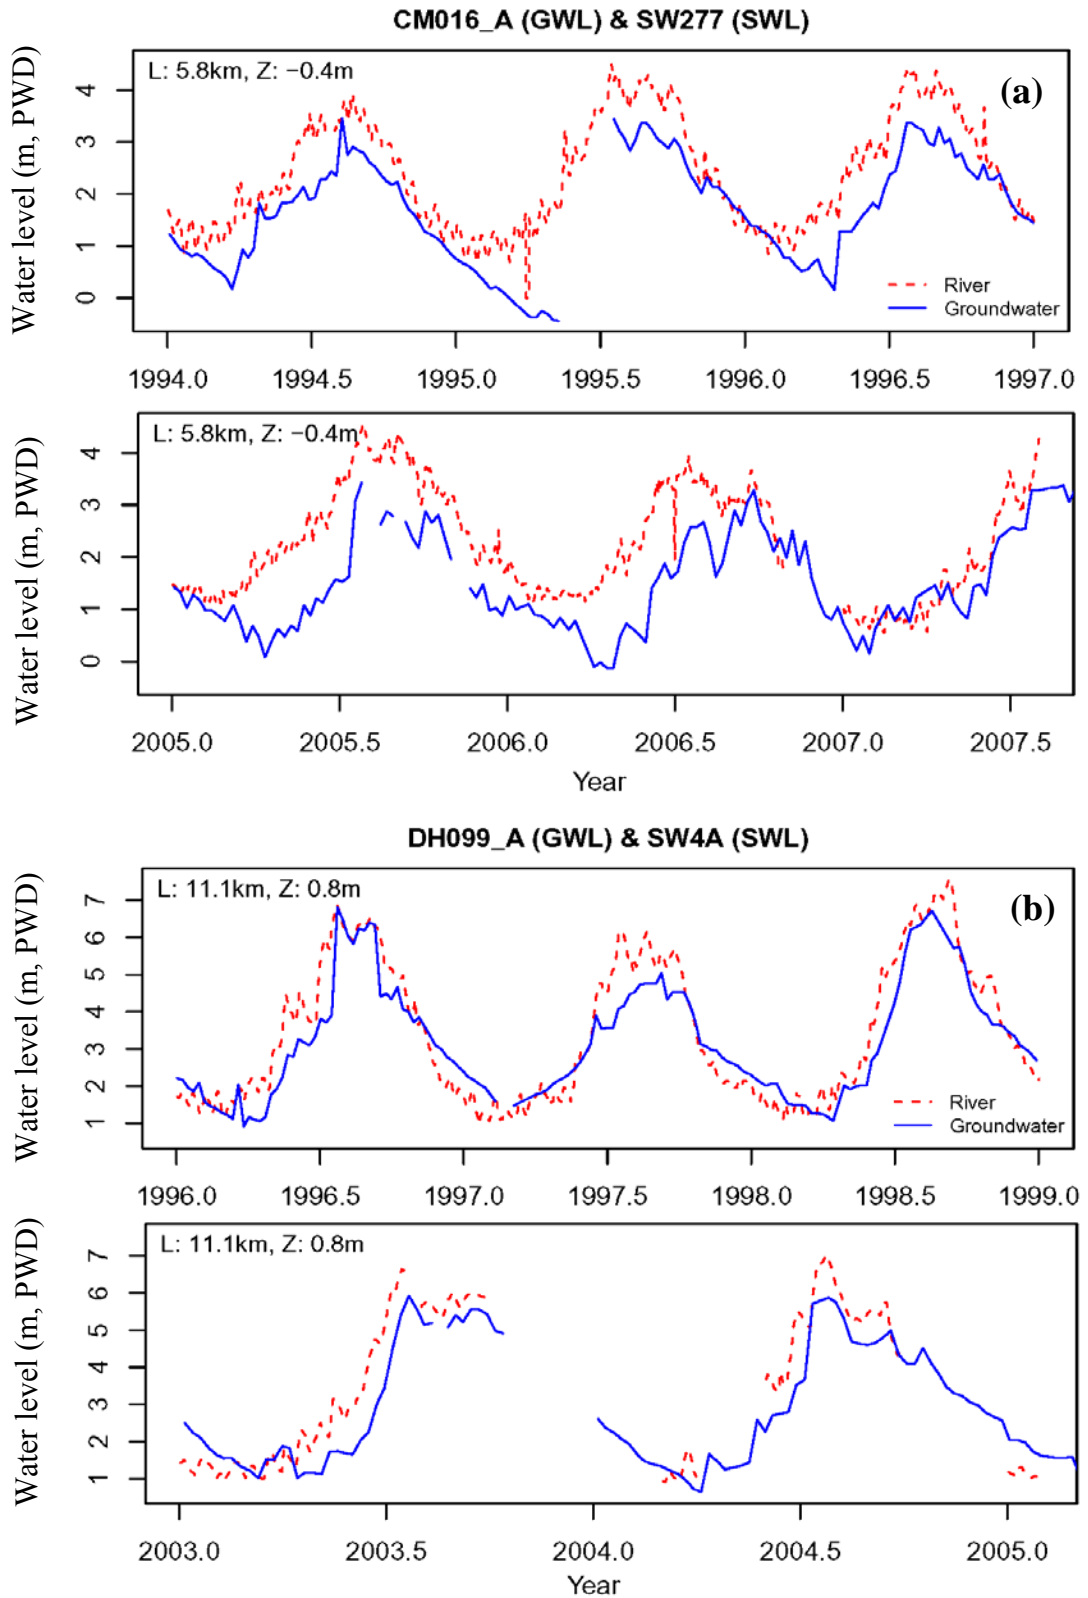 CM016_A (GWL) & SW277 (SWL)
L: 5.8km, Z: −0.4m
(a)
Water level (m, PWD)
4
3
2
1
0
River
Groundwater
1994.0 1994.5 1995.0 1995.5 1996.0 1996.5 1997.0
L: 5.8km, Z: −0.4m
Water level (m, PWD)
4
3
2
1
0
2005.0 2005.5 2006.0 2006.5 2007.0 2007.5
Year
DH099_A (GWL) & SW4A (SWL)
L: 11.1km, Z: 0.8m
(b)
Water level (m, PWD)
7
6
5
4
3
2
1
River
Groundwater
1996.0 1996.5 1997.0 1997.5 1998.0 1998.5 1999.0
L: 11.1km, Z: 0.8m
Water level (m, PWD)
7
6
5
4
3
2
1
2003.0 2003.5 2004.0 2004.5 2005.0
Year